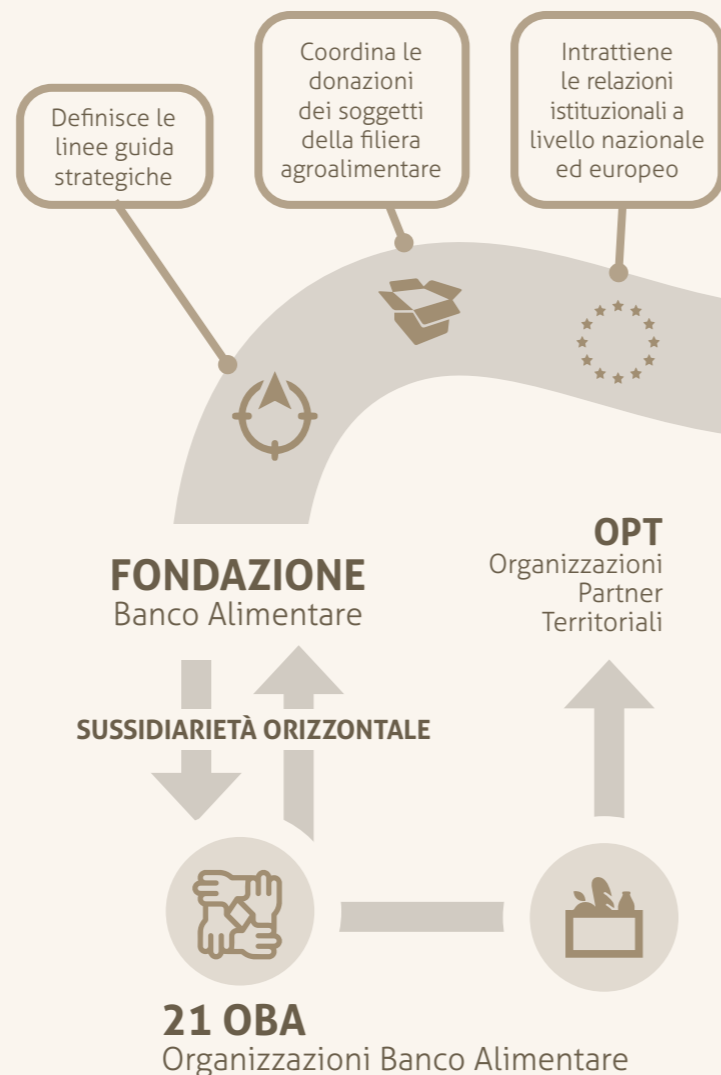 Definisce le
linee guida
strategiche
Coordina le
donazioni
dei soggetti
della filiera
agroalimentare
Intrattiene
le relazioni
istituzionali a
livello nazionale
ed europeo
FONDAZIONE
Banco Alimentare
OPT
Organizzazioni
Partner
Territoriali
SUSSIDIARIETÀ ORIZZONTALE
21 OBA
Organizzazioni Banco Alimentare